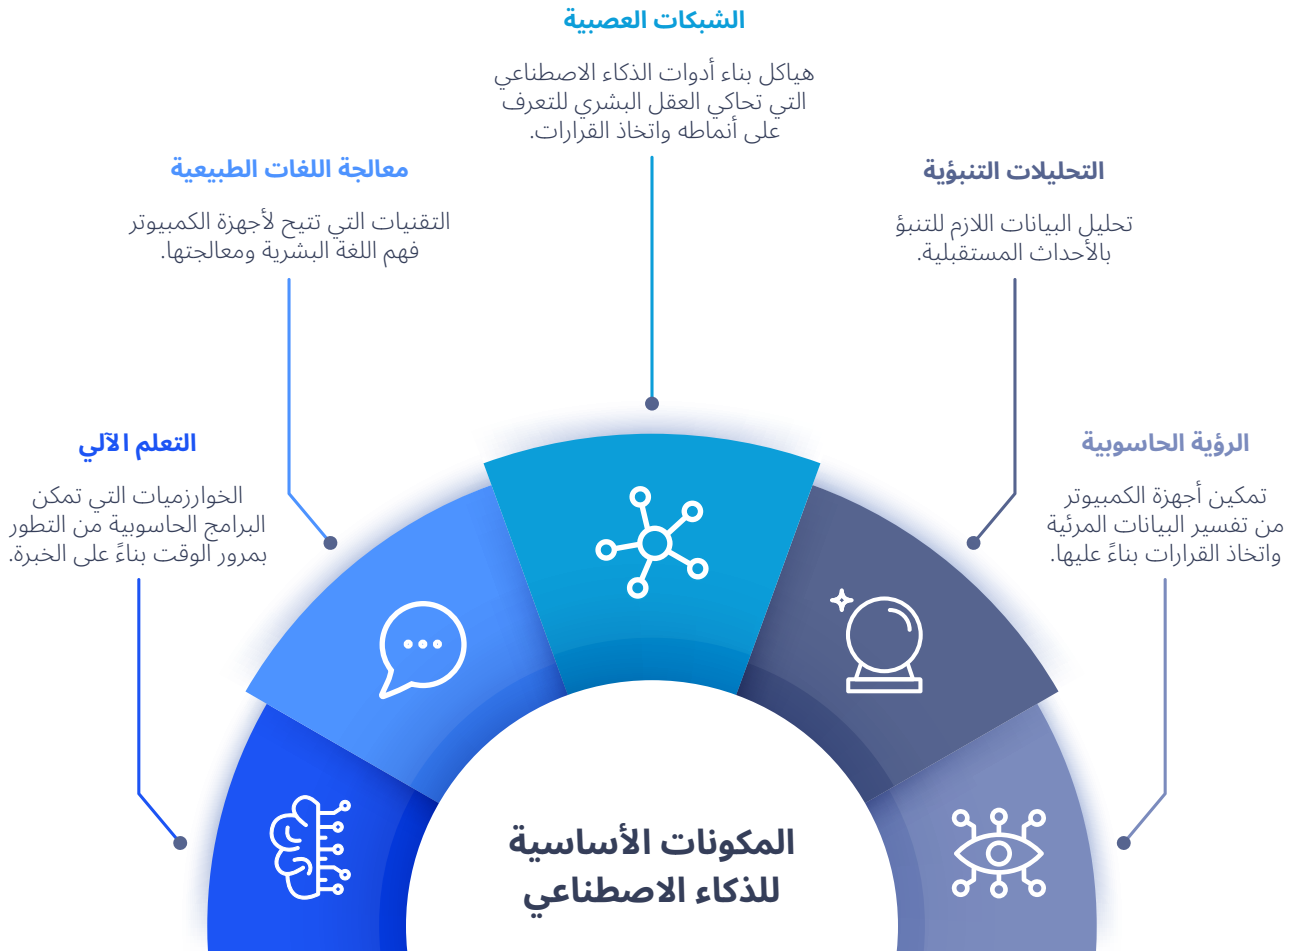 الشبكات العصبية
هياكل بناء أدوات الذكاء الاصطناعي
التي تحاكي العقل البشري للتعرف
على أنماطه واتخاذ القرارات.
التحليلات التنبؤية
تحليل البيانات اللازم للتنبؤ
بالأحداث المستقبلية.
معالجة اللغات الطبيعية
التقنيات التي تتيح لأجهزة الكمبيوتر
فهم اللغة البشرية ومعالجتها.
الرؤية الحاسوبية
تمكين أجهزة الكمبيوتر
من تفسير البيانات المرئية
واتخاذ القرارات بناءً عليها.
التعلم الآلي
الخوارزميات التي تمكن
البرامج الحاسوبية من التطور
بمرور الوقت بناءً على الخبرة.
المكونات الأساسية
للذكاء الاصطناعي